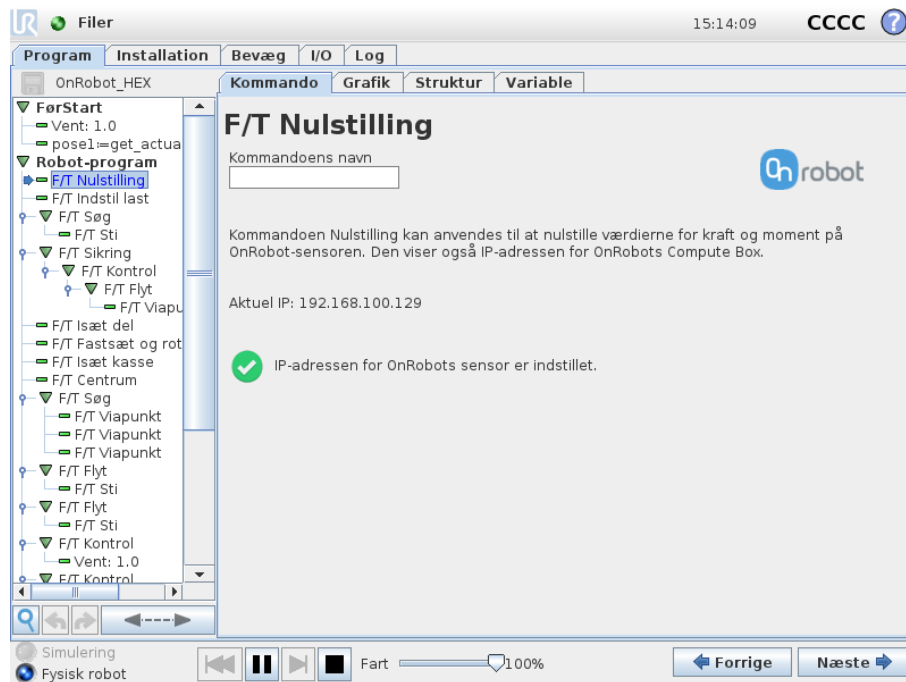 UR Filer 15:14:09 CCCC ?
Program Installation Bevæg I/O Log
OnRobot_HEX Kommando Grafik Struktur Variable
FørStart
Vent: 1.0
pose1:=get_actua
Robot-program
F/T Nulstilling
F/T Indstil last
F/T Søg
F/T Sti
F/T Sikring
F/T Kontrol
F/T Flyt
F/T Viapu
F/T Isæt del
F/T Fastsæt og rot
F/T Isæt kasse
F/T Centrum
F/T Søg
F/T Viapunkt
F/T Viapunkt
F/T Viapunkt
F/T Flyt
F/T Sti
F/T Flyt
F/T Sti
F/T Kontrol
Vent: 1.0
F/T Kontrol
F/T Nulstilling
Kommandoens navn
On robot
Kommandoen Nulstilling kan anvendes til at nulstille værdierne for kraft og moment på
OnRobot-sensoren. Den viser også IP-adressen for OnRobots Compute Box.
Aktuel IP: 192.168.100.129
IP-adressen for OnRobots sensor er indstillet.
Simulering
Fysisk robot
Fart 100% Forrige Næste